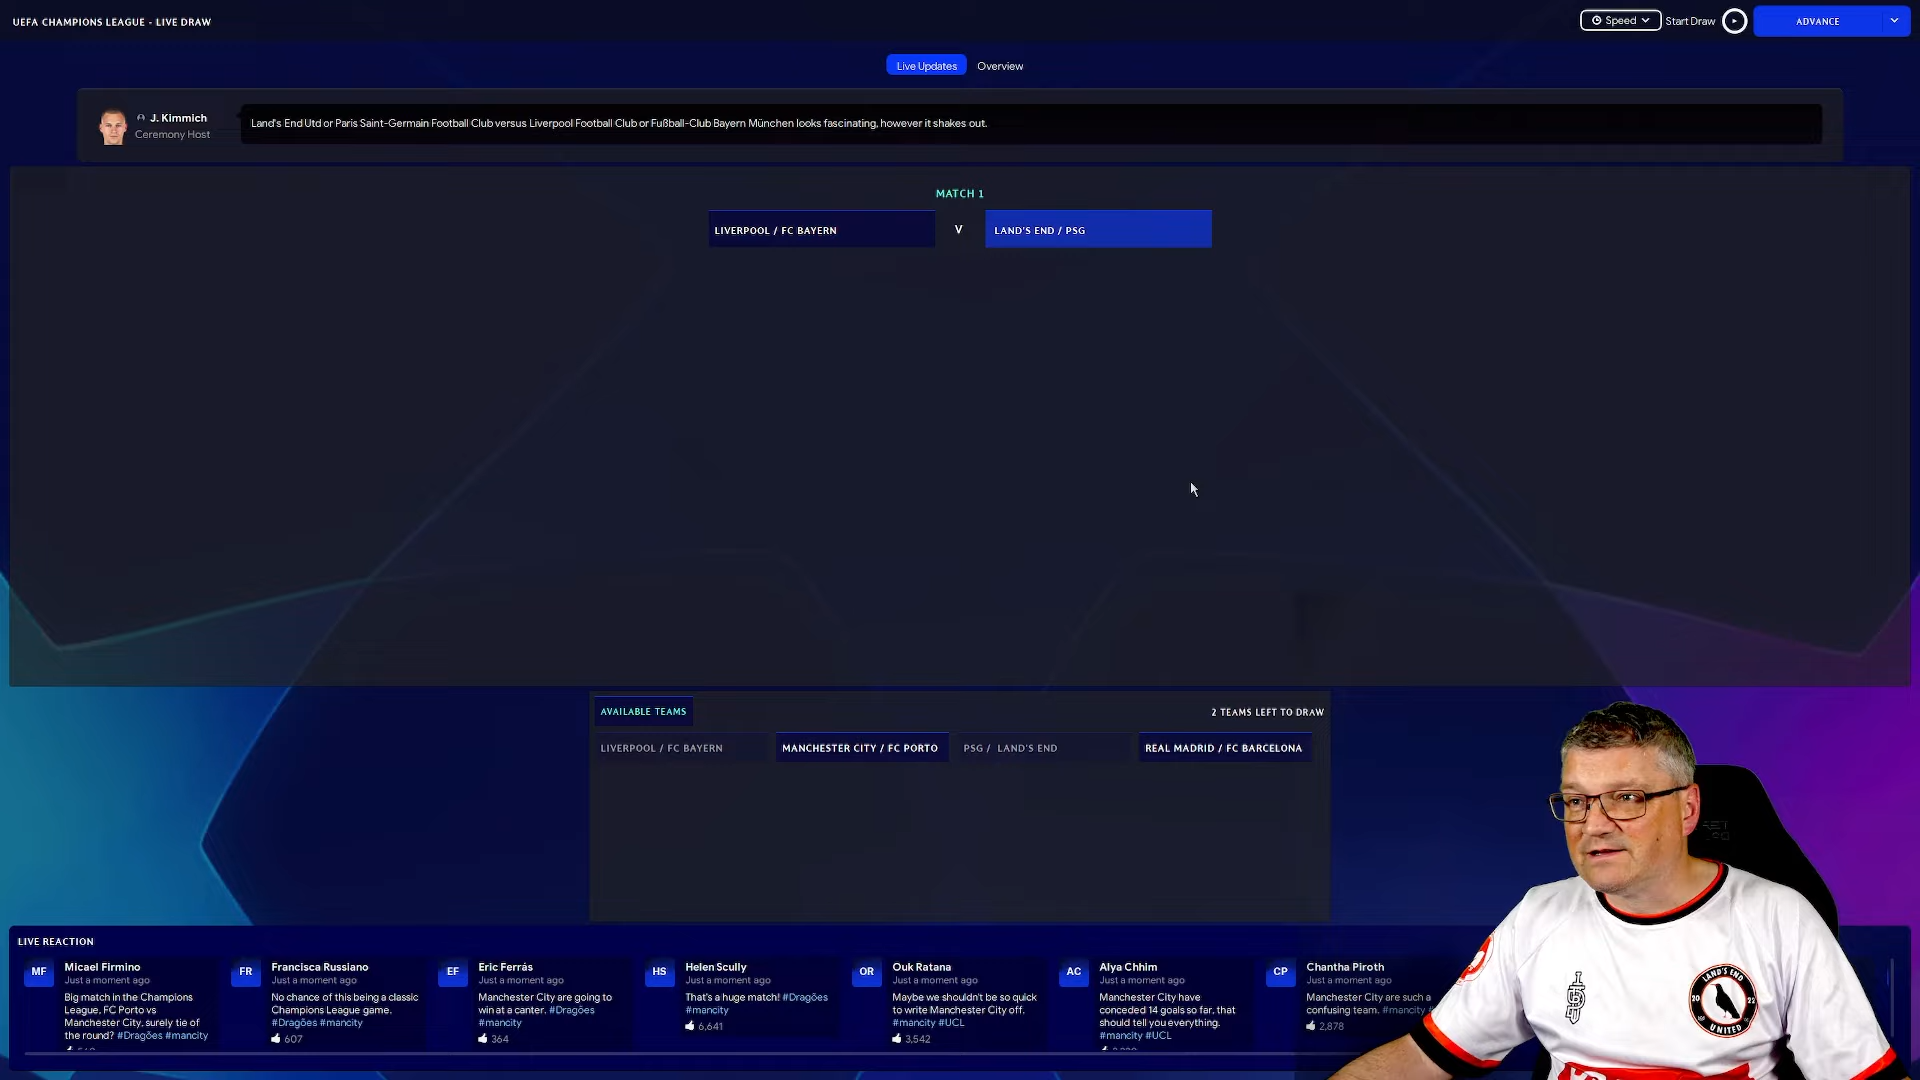 UEFA CHAMPIONS LEAGUE - LIVE DRAW
Speed
Start Draw
ADVANCE
Live Updates
Overview
J. Kimmich
Ceremony Host
Land's End Utd or Paris Saint-Germain Football Club versus Liverpool Football Club or Fußball-Club Bayern München looks fascinating, however it shakes out.
MATCH 1
LIVERPOOL / FC BAYERN
V
LAND'S END / PSG
AVAILABLE TEAMS
2 TEAMS LEFT TO DRAW
LIVERPOOL / FC BAYERN
MANCHESTER CITY / FC PORTO
PSG / LAND'S END
REAL MADRID / FC BARCELONA
LIVE REACTION
MF
Micael Firmino
Just a moment ago
Big match in the Champions
League, FC Porto vs
Manchester City, surely tie of
the round? #Dragões #mancity
FR
Francisca Russiano
Just a moment ago
No chance of this being a classic
Champions League game.
#Dragões #mancity
607
EF
Eric Ferrás
Just a moment ago
Manchester City are going to
win at a canter. #Dragões
#mancity
364
HS
Helen Scully
Just a moment ago
That's a huge match! #Dragões
#mancity
6,641
OR
Ouk Ratana
Just a moment ago
Maybe we shouldn't be so quick
to write Manchester City off.
#mancity #UCL
3,542
AC
Alya Chhim
Just a moment ago
Manchester City have
conceded 14 goals so far, that
should tell you everything.
#mancity #UCL
CP
Chantha Piroth
Just a moment ago
Manchester City are such a
confusing team. #mancity
2,878
LAND'S END
20 22
UNITED